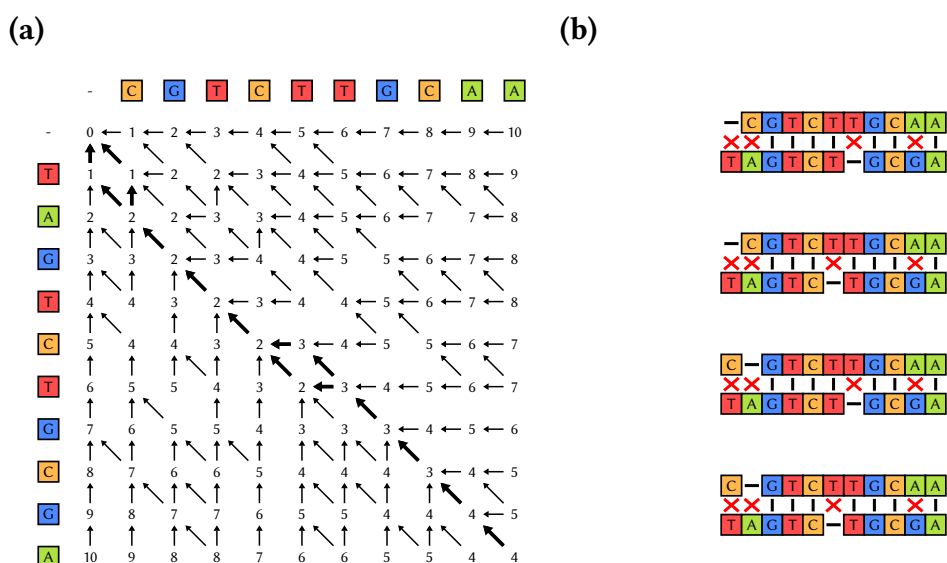 (a)
(b)
- C G T C T T G C A A
- 0 1 2 3 4 5 6 7 8 9 10
T 1 1 2 2 3 4 5 6 7 8 9
A 2 2 2 3 3 4 5 6 7 7 8
G 3 3 2 3 4 4 5 5 6 7 8
T 4 4 3 2 3 4 4 5 6 7 8
C 5 4 4 3 2 3 4 5 5 6 7
T 6 5 5 4 3 2 3 4 5 6 7
G 7 6 5 5 4 3 3 3 4 5 6
C 8 7 6 6 5 4 4 4 3 4 5
G 9 8 7 7 6 5 5 4 4 4 5
A 10 9 8 8 7 6 6 5 5 4 4
– C G T C T T G C A A
T A G T C T – G C G A
– C G T C T T G C A A
T A G T C – T G C G A
C – G T C T T G C A A
T A G T C T – G C G A
C – G T C T T G C A A
T A G T C – T G C G A